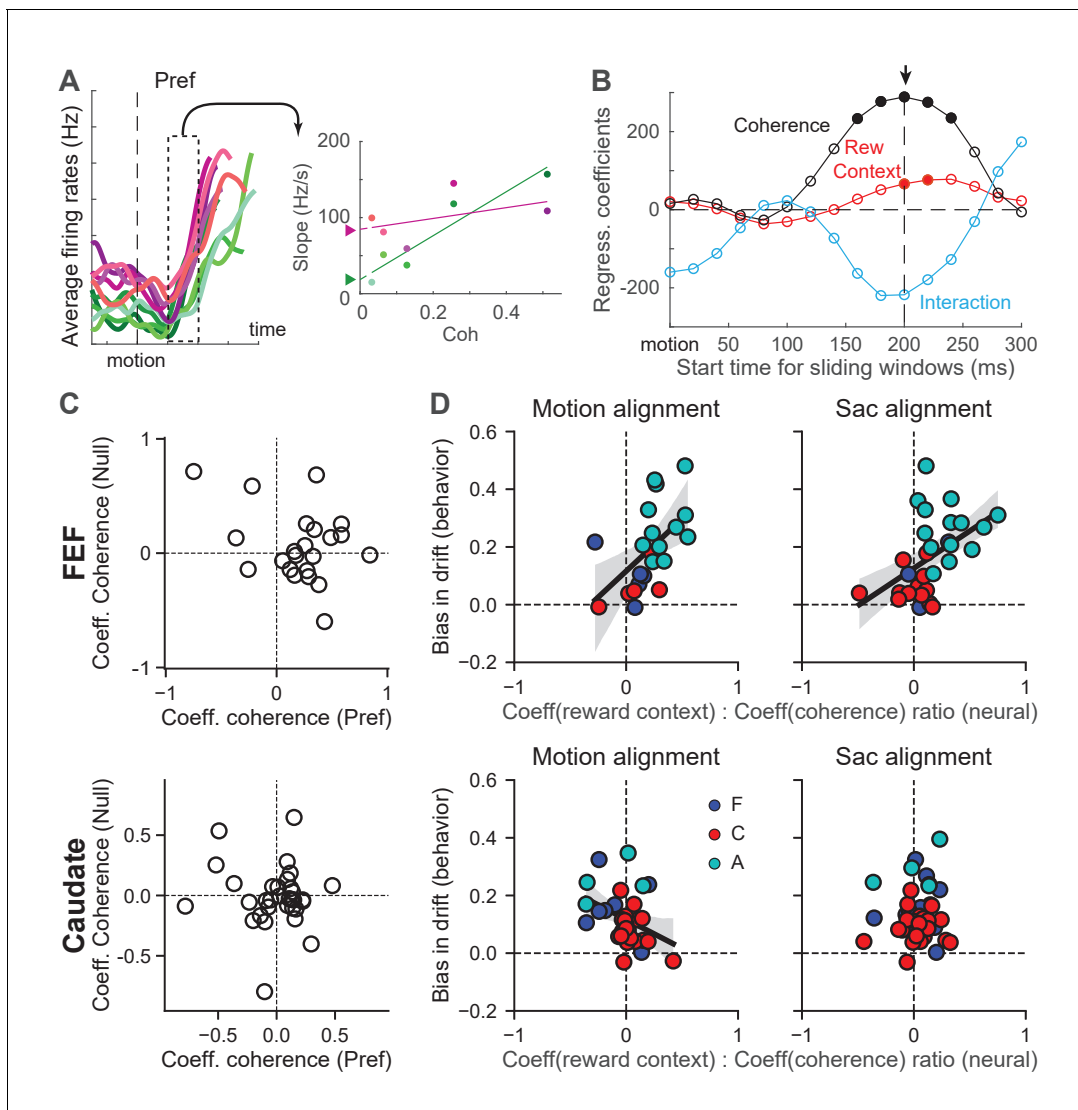 A
Pref
Average firing rates (Hz)
motion
time
Slope (Hz/s)
200
100
0
0
0.2
0.4
Coh
B
Regress. coefficients
200
0
-200
Coherence
Rew
Context
Interaction
motion
50
100
150
200
250
300
Start time for sliding windows (ms)
C
FEF
Coeff. Coherence (Null)
1
0
-1
−1
0
1
Coeff. coherence (Pref)
Caudate
Coeff. Coherence (Null)
0.5
0.0
−0.5
−0.5
0.0
0.5
Coeff. coherence (Pref)
D
Motion alignment
Sac alignment
Bias in drift (behavior)
0.6
0.4
0.2
0.0
−0.2
−1
0
1
−1
0
1
Coeff(reward context) : Coeff(coherence) ratio (neural)
Motion alignment
Sac alignment
Bias in drift (behavior)
0.6
0.4
0.2
0.0
−0.2
F
C
A
−1
0
1
−1
0
1
Coeff(reward context) : Coeff(coherence) ratio (neural)